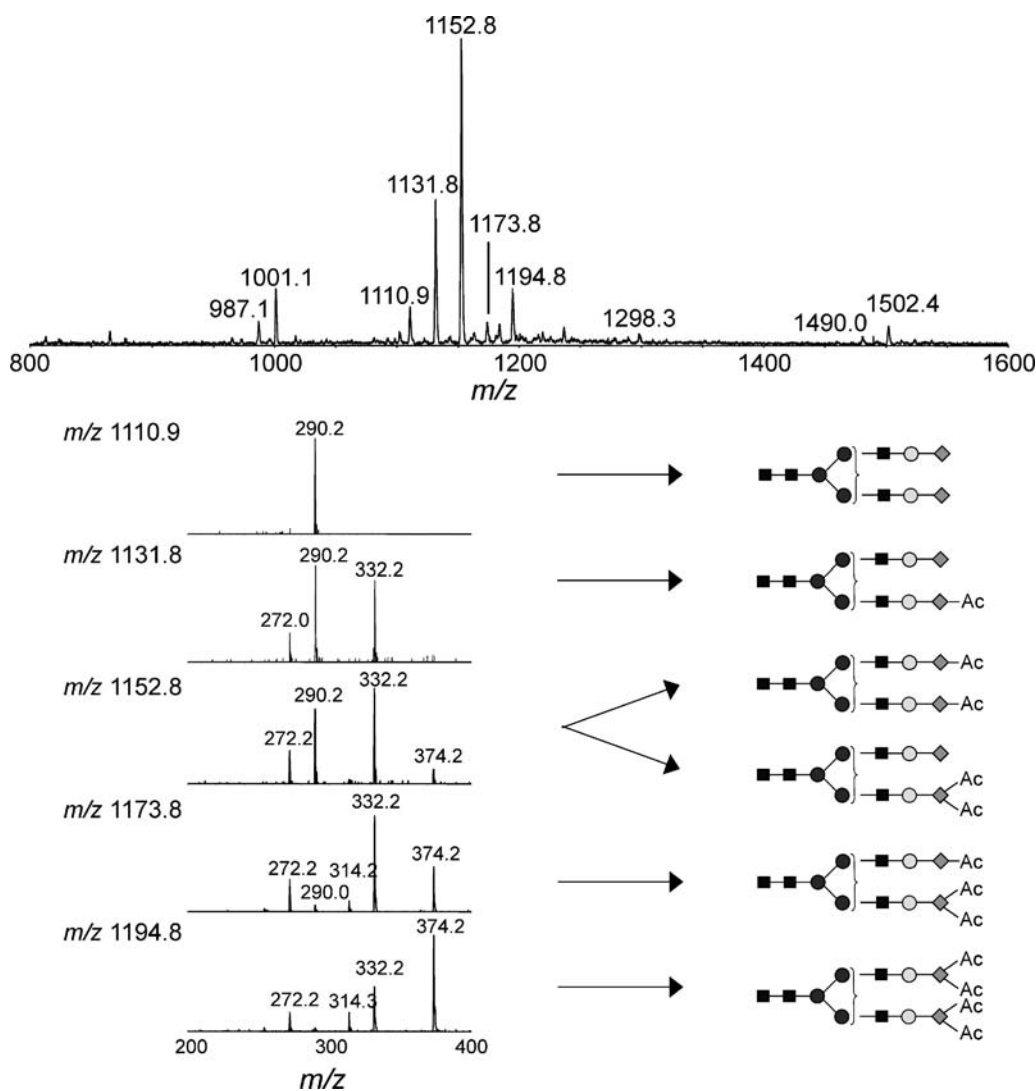 1152.8
1131.8
1173.8
1001.1
1194.8
987.1
1110.9
1298.3
1490.0
1502.4
800 1000 1200 1400 1600
m/z
m/z 1110.9
290.2
m/z 1131.8
290.2
332.2
272.0
Ac
m/z 1152.8
332.2
290.2
272.2
374.2
Ac
Ac
Ac
Ac
m/z 1173.8
332.2
272.2
314.2
374.2
290.0
Ac
Ac
Ac
m/z 1194.8
374.2
332.2
272.2
314.3
Ac
Ac
Ac
Ac
200 300 400
m/z